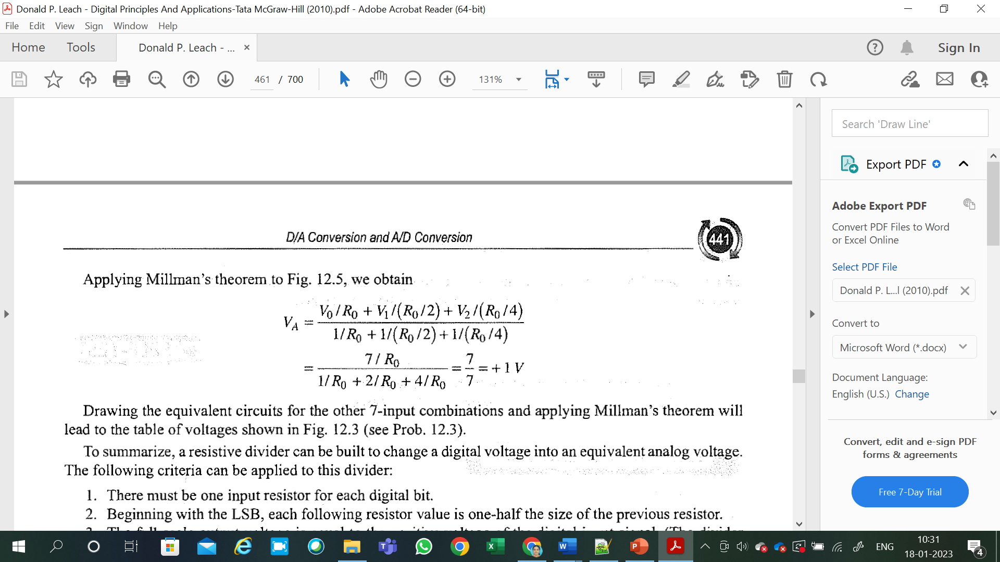 Donald P. Leach - Digital Principles And Applications-Tata McGraw-Hill (2010).pdf - Adobe Acrobat Reader (64-bit)
File Edit View Sign Window Help
Home Tools Donald P. Leach - ... × Sign In
461 / 700 131%
Search 'Draw Line'
Export PDF
Adobe Export PDF
Convert PDF Files to Word
or Excel Online
Select PDF File
Donald P. L...l (2010).pdf
Convert to
Microsoft Word (*.docx)
Document Language:
English (U.S.) Change
Convert, edit and e-sign PDF
forms & agreements
Free 7-Day Trial
D/A Conversion and A/D Conversion 441
Applying Millman's theorem to Fig. 12.5, we obtain
V_A = (V_0/R_0 + V_1/(R_0/2) + V_2/(R_0/4)) / (1/R_0 + 1/(R_0/2) + 1/(R_0/4))
= (7/R_0) / (1/R_0 + 2/R_0 + 4/R_0) = 7/7 = +1 V
Drawing the equivalent circuits for the other 7-input combinations and applying Millman's theorem will
lead to the table of voltages shown in Fig. 12.3 (see Prob. 12.3).
To summarize, a resistive divider can be built to change a digital voltage into an equivalent analog voltage.
The following criteria can be applied to this divider:
1. There must be one input resistor for each digital bit.
2. Beginning with the LSB, each following resistor value is one-half the size of the previous resistor.
ENG
10:31
18-01-2023
4